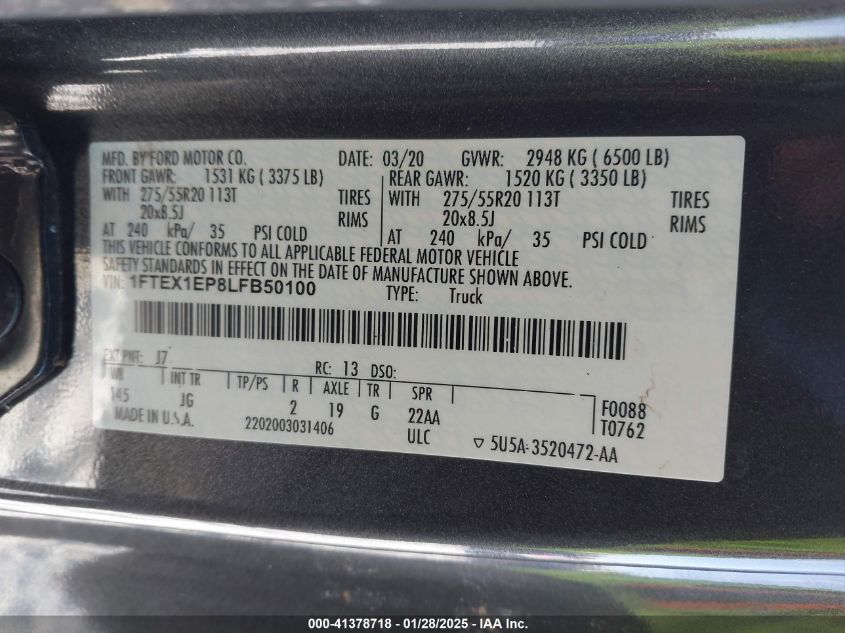 MFD. BY FORD MOTOR CO. DATE: 03/20 GVWR: 2948 KG ( 6500 LB)
FRONT GAWR: 1531 KG ( 3375 LB) REAR GAWR: 1520 KG ( 3350 LB)
WITH 275/55R20 113T TIRES WITH 275/55R20 113T TIRES
20x8.5J RIMS 20x8.5J RIMS
AT 240 kPa/ 35 PSI COLD AT 240 kPa/ 35 PSI COLD
THIS VEHICLE CONFORMS TO ALL APPLICABLE FEDERAL MOTOR VEHICLE
SAFETY STANDARDS IN EFFECT ON THE DATE OF MANUFACTURE SHOWN ABOVE.
VIN: 1FTEX1EP8LFB50100 TYPE: Truck
EXT PNT: J7 RC: 13 DSO:
WB INT TR TP/PS R AXLE TR SPR F0088
145 JG 2 19 G 22AA T0762
MADE IN U.S.A. 2202003031406 ULC ▽ 5U5A-3520472-AA
000-41378718 - 01/28/2025 - IAA Inc.